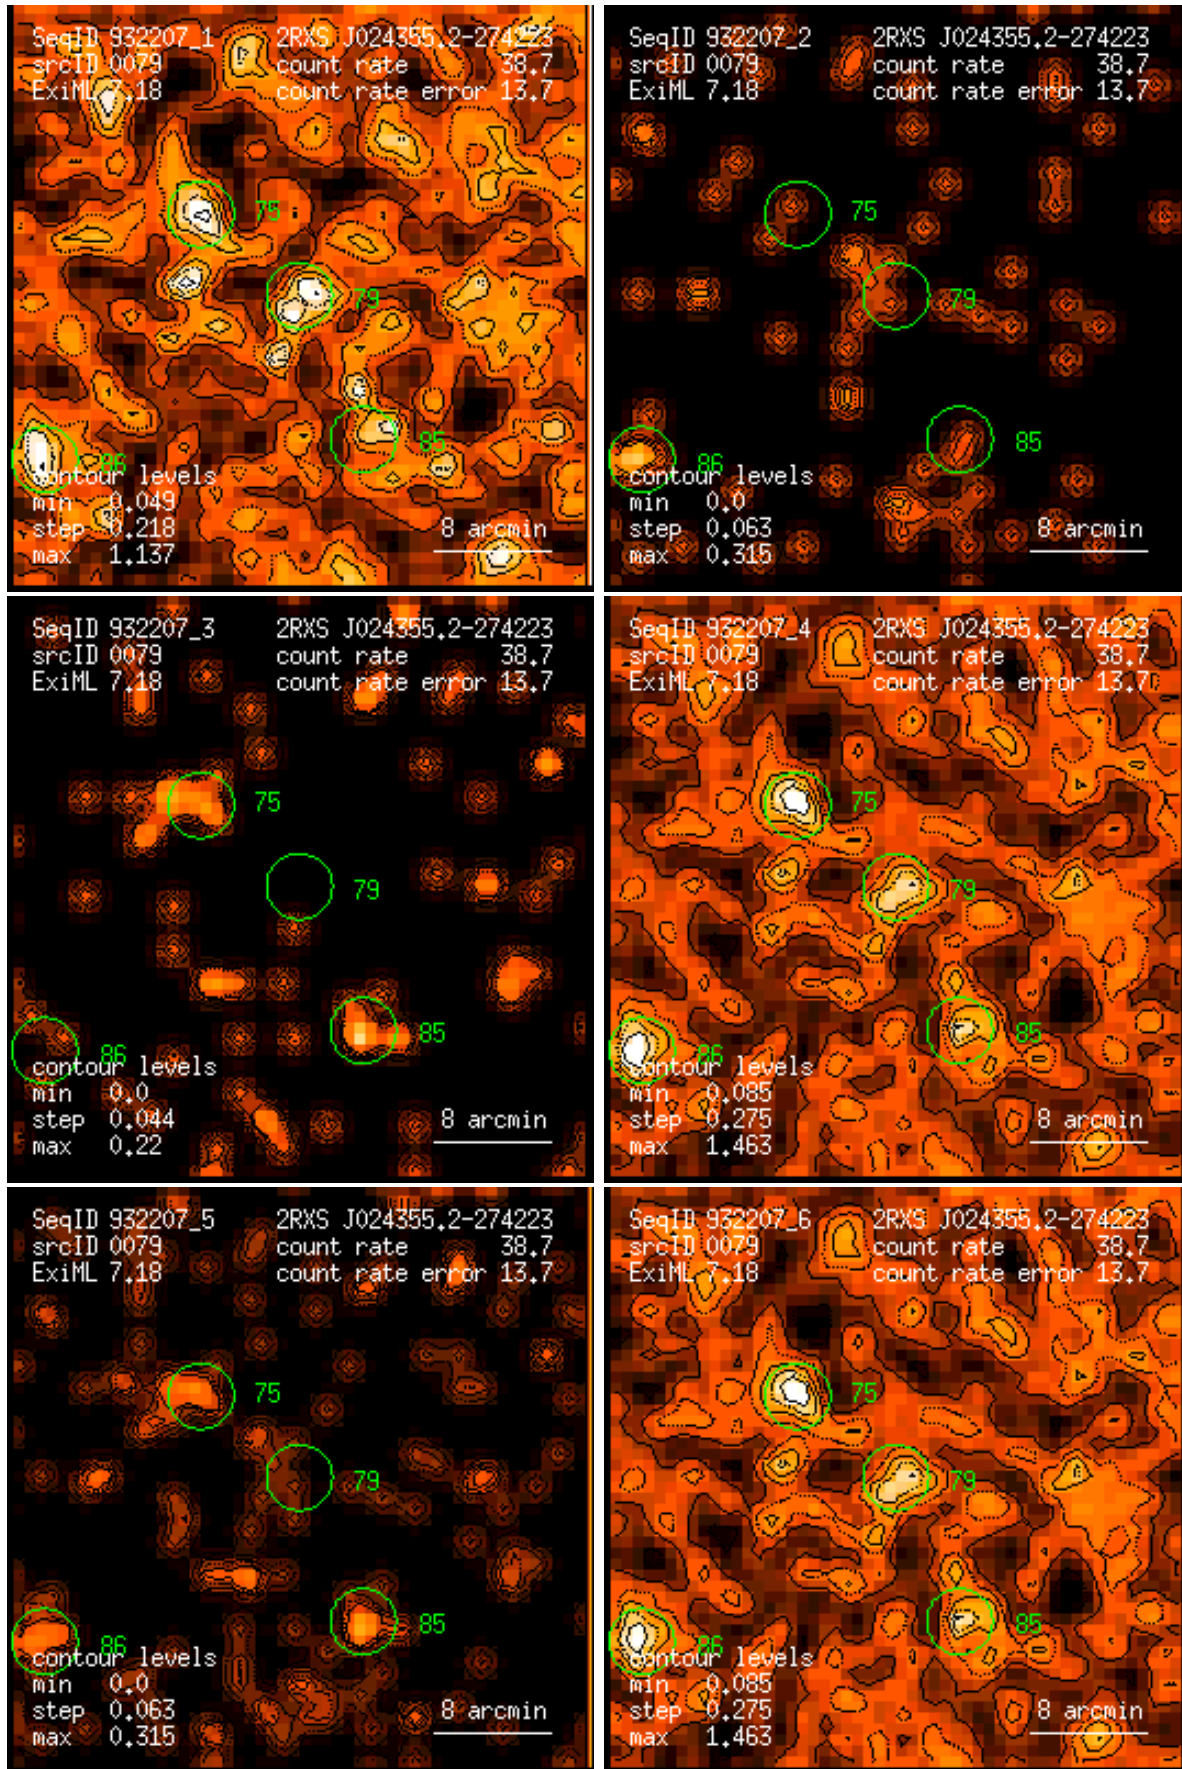 SeqID 932207_1 2RXS J024355.2-274223
srcID 0079 count rate 38.7
ExiML 7.18 count rate error 13.7
75
79
85
86
contour levels
min 0.049
step 0.218 8 arcmin
max 1.137
SeqID 932207_2 2RXS J024355.2-274223
srcID 0079 count rate 38.7
ExiML 7.18 count rate error 13.7
75
79
85
86
contour levels
min 0.0
step 0.063 8 arcmin
max 0.315
SeqID 932207_3 2RXS J024355.2-274223
srcID 0079 count rate 38.7
ExiML 7.18 count rate error 13.7
75
79
85
86
contour levels
min 0.0
step 0.044 8 arcmin
max 0.22
SeqID 932207_4 2RXS J024355.2-274223
srcID 0079 count rate 38.7
ExiML 7.18 count rate error 13.7
75
79
85
86
contour levels
min 0.085
step 0.275 8 arcmin
max 1.463
SeqID 932207_5 2RXS J024355.2-274223
srcID 0079 count rate 38.7
ExiML 7.18 count rate error 13.7
75
79
85
86
contour levels
min 0.0
step 0.063 8 arcmin
max 0.315
SeqID 932207_6 2RXS J024355.2-274223
srcID 0079 count rate 38.7
ExiML 7.18 count rate error 13.7
75
79
85
86
contour levels
min 0.085
step 0.275 8 arcmin
max 1.463